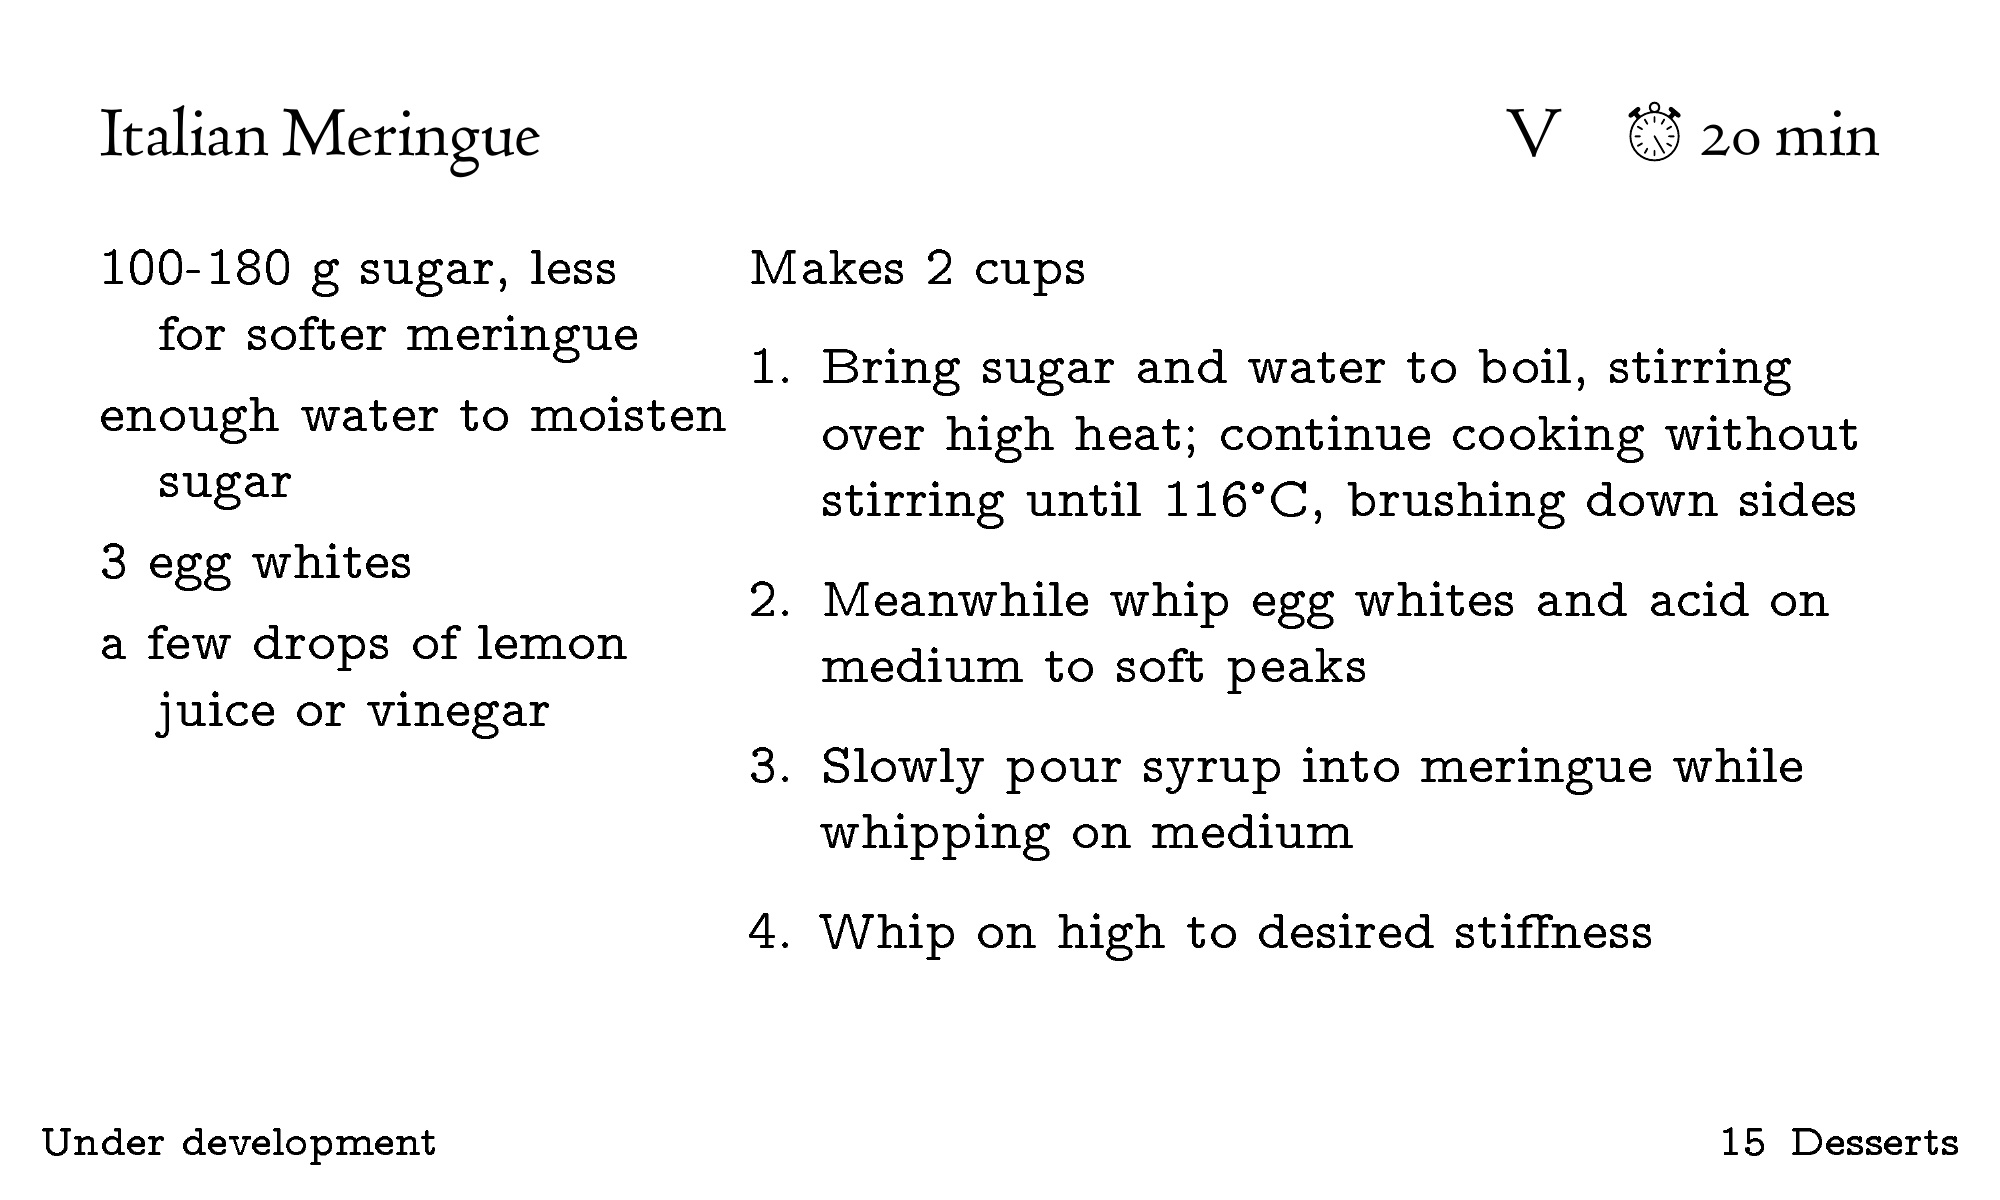 Italian Meringue
V 20 min
100-180 g sugar, less
for softer meringue
enough water to moisten
sugar
3 egg whites
a few drops of lemon
juice or vinegar
Makes 2 cups
1. Bring sugar and water to boil, stirring
over high heat; continue cooking without
stirring until 116°C, brushing down sides
2. Meanwhile whip egg whites and acid on
medium to soft peaks
3. Slowly pour syrup into meringue while
whipping on medium
4. Whip on high to desired stiffness
Under development
15 Desserts